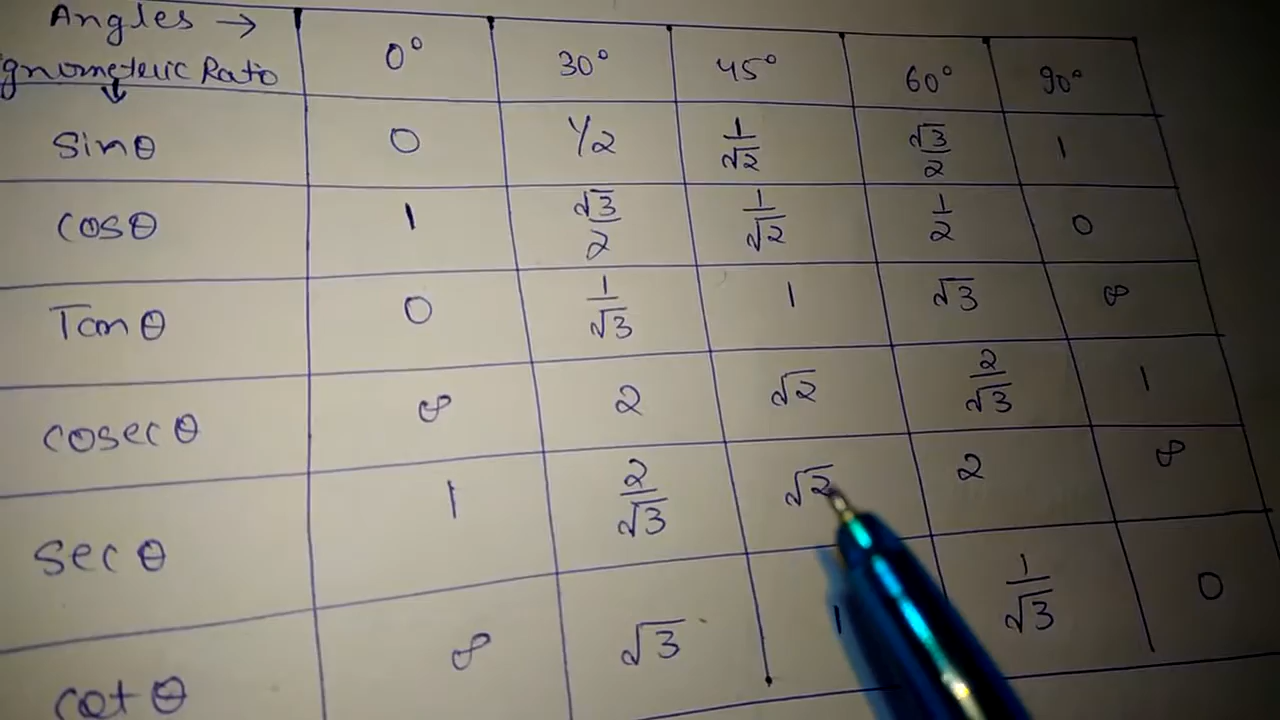 Angles →
gnometeric Ratio ↓ 0° 30° 45° 60° 90°
Sinθ 0 1/2 1/√2 √3/2 1
cosθ 1 √3/2 1/√2 1/2 0
Tanθ 0 1/√3 1 √3 ∞
cosecθ ∞ 2 √2 2/√3 1
secθ 1 2/√3 √2 2 ∞
cotθ ∞ √3 1 1/√3 0